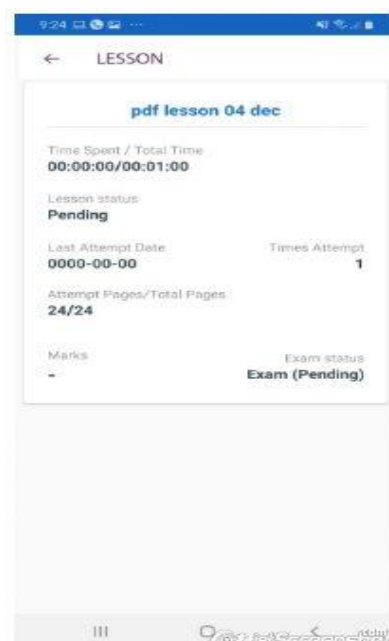 9:24
LESSON
pdf lesson 04 dec
Time Spent / Total Time
00:00:00/00:01:00
Lesson status
Pending
Last Attempt Date Times Attempt
0000-00-00 1
Attempt Pages/Total Pages
24/24
Marks Exam status
- Exam (Pending)